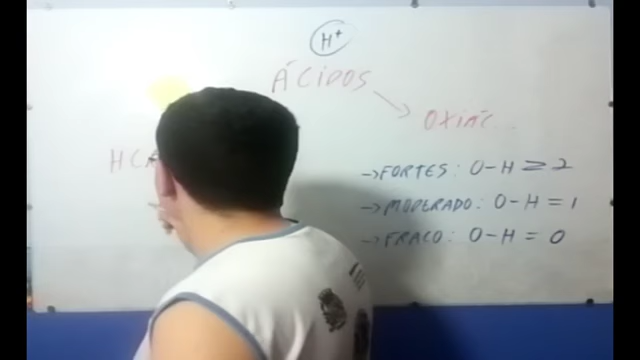 H+
ÁCIDOS
OXIÁC
HC
→FORTES: O-H ≥ 2
→MODERADO: O-H = 1
→FRACO: O-H = 0